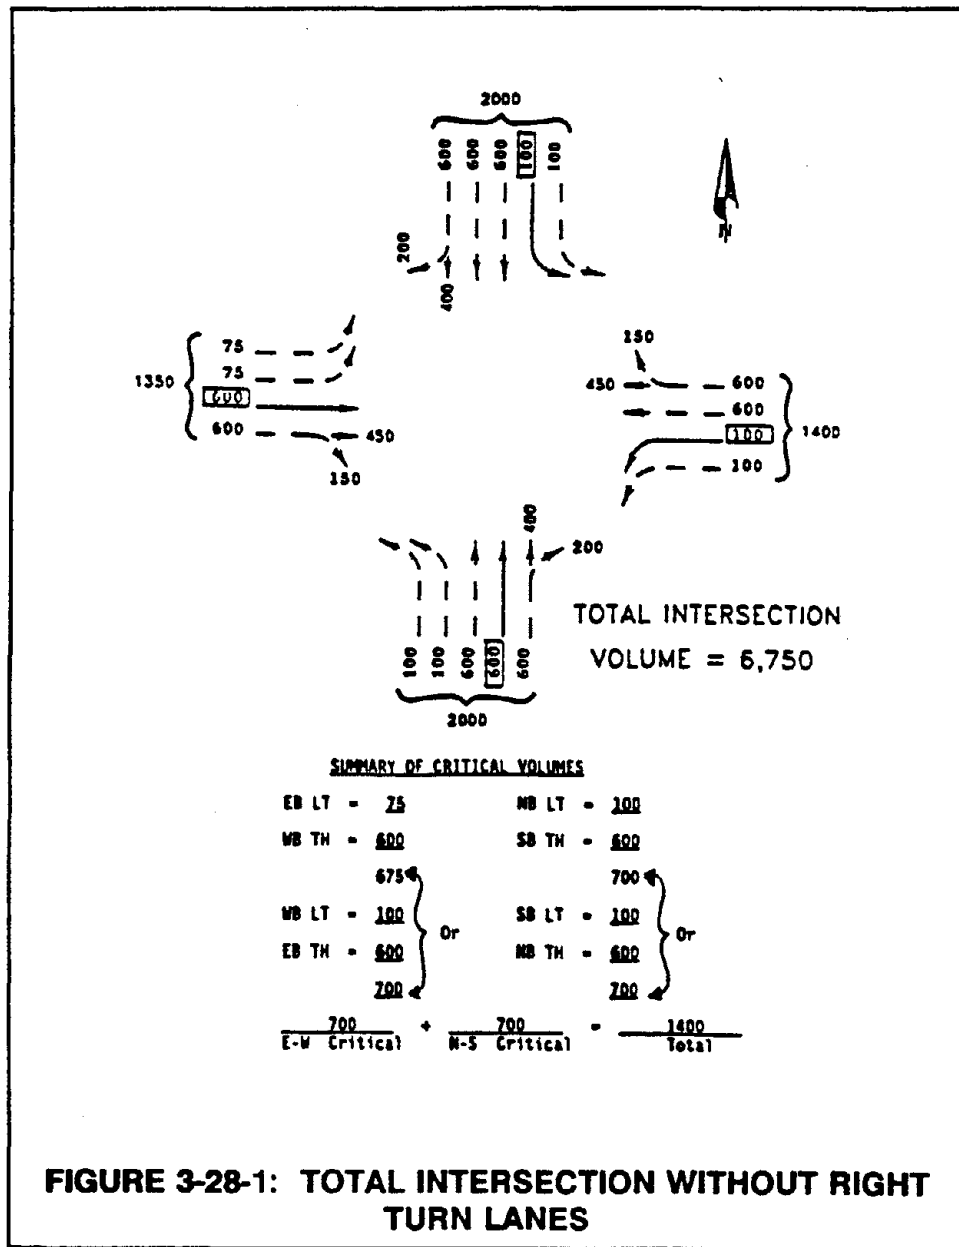 2000
600 600 600 100 100
200
400
N
75
75
1350
600
600
450
150
150
450
600
600
100
1400
100
400
200
100 100 600 600 600
2000
TOTAL INTERSECTION
VOLUME = 6,750
SUMMARY OF CRITICAL VOLUMES
EB LT = 75 NB LT = 100
WB TH = 600 SB TH = 600
675 700
WB LT = 100 SB LT = 100
Or Or
EB TH = 600 NB TH = 600
700 700
700 + 700 = 1400
E-W Critical N-S Critical Total
FIGURE 3-28-1: TOTAL INTERSECTION WITHOUT RIGHT
TURN LANES